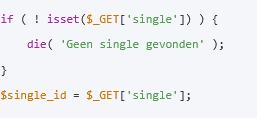 if ( ! isset($_GET['single']) ) {
die( 'Geen single gevonden' );
}
$single_id = $_GET['single'];